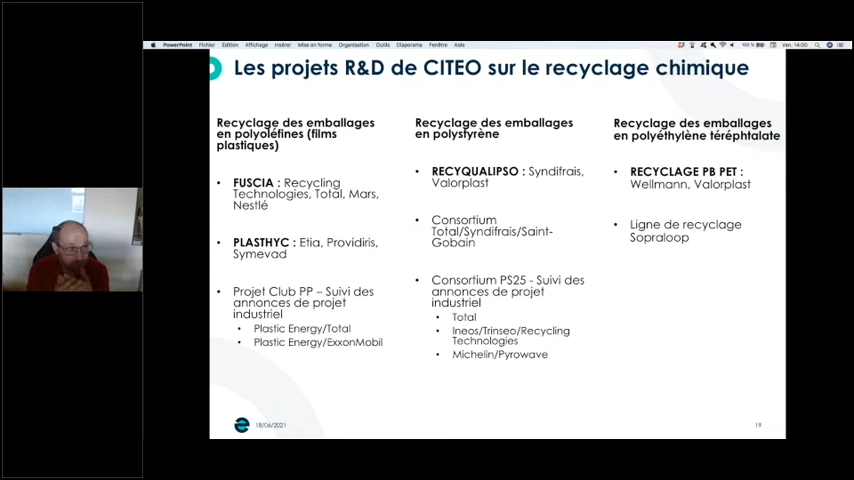 PowerPoint Fichier Édition Affichage Insérer Mise en forme Organisation Outils Diaporama Fenêtre Aide
100 % Ven. 14:00
Les projets R&D de CITEO sur le recyclage chimique
Recyclage des emballages
en polyoléfines (films
plastiques)
• FUSCIA : Recycling
Technologies, Total, Mars,
Nestlé
• PLASTHYC : Etia, Providiris,
Symevad
• Projet Club PP – Suivi des
annonces de projet
industriel
• Plastic Energy/Total
• Plastic Energy/ExxonMobil
Recyclage des emballages
en polystyrène
• RECYQUALIPSO : Syndifrais,
Valorplast
• Consortium
Total/Syndifrais/Saint-
Gobain
• Consortium PS25 - Suivi des
annonces de projet
industriel
• Total
• Ineos/Trinseo/Recycling
Technologies
• Michelin/Pyrowave
Recyclage des emballages
en polyéthylène téréphtalate
• RECYCLAGE PB PET :
Wellmann, Valorplast
• Ligne de recyclage
Sopraloop
18/06/2021
19